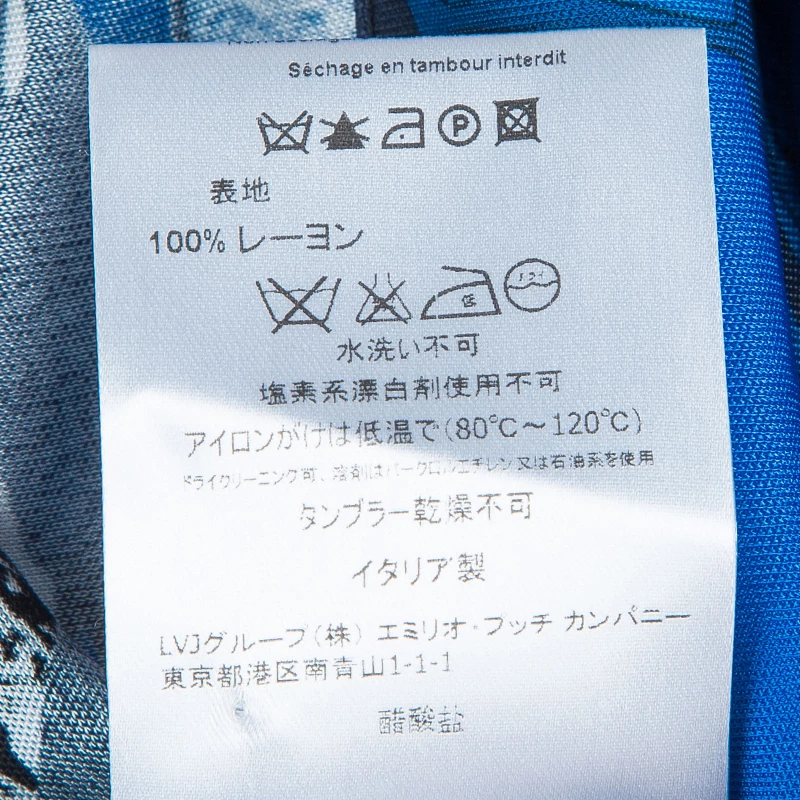 Séchage en tambour interdit
P
表地
100% レーヨン
低
水洗い不可
塩素系漂白剤使用不可
アイロンがけは低温で(80℃～120℃)
ドライクリーニング可、溶剤はパークロルエチレン又は石油系を使用
タンブラー乾燥不可
イタリア製
LVJグループ(株) エミリオ・プッチ カンパニー
東京都港区南青山1-1-1
醋酸盐